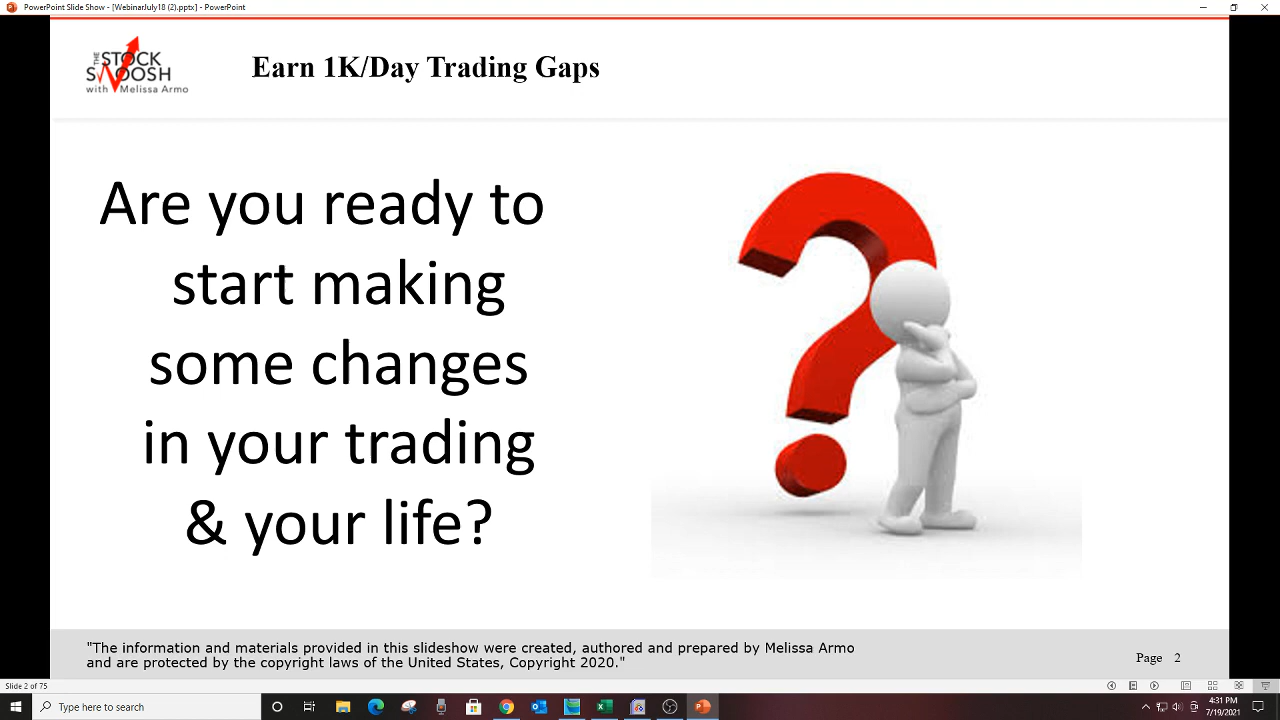 PowerPoint Slide Show - [WebinarJuly18 (2).pptx] - PowerPoint
THE
STOCK
SWOOSH
with Melissa Armo
Earn 1K/Day Trading Gaps
Are you ready to
start making
some changes
in your trading
& your life?
"The information and materials provided in this slideshow were created, authored and prepared by Melissa Armo
and are protected by the copyright laws of the United States, Copyright 2020."
Page 2
Slide 2 of 75
Type here to search
4:31 PM
7/19/2021